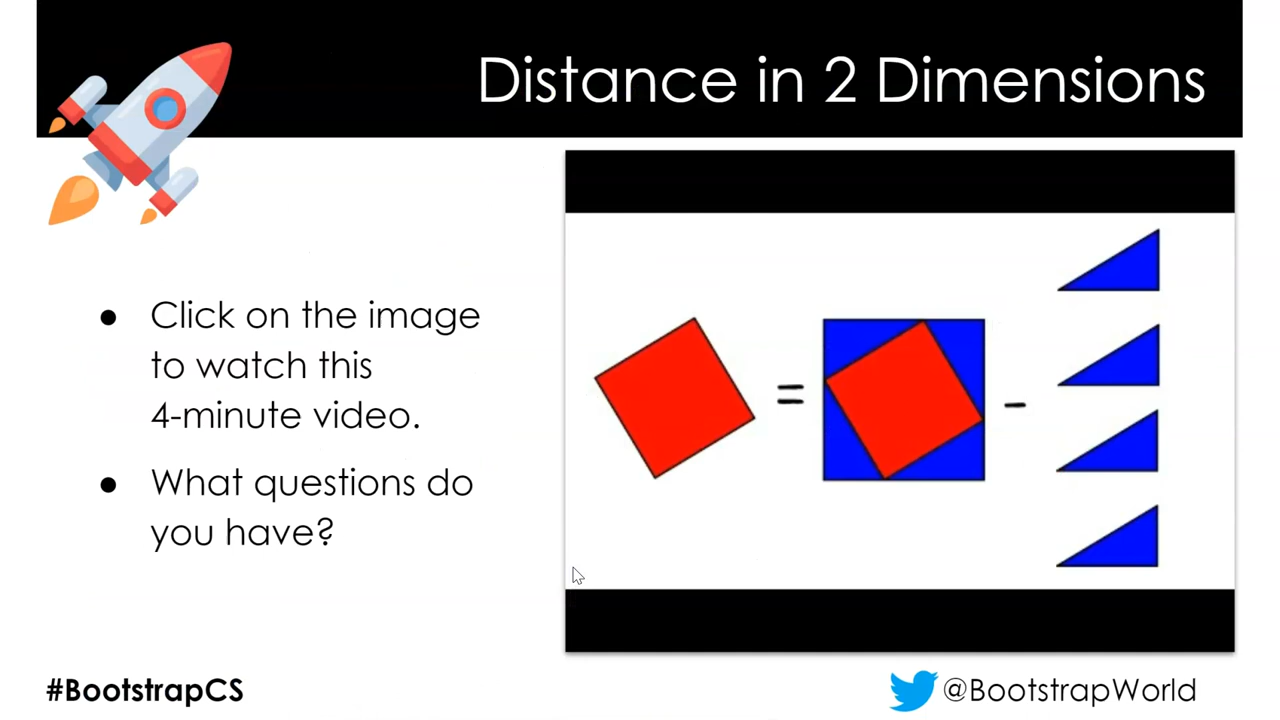 Distance in 2 Dimensions
● Click on the image
to watch this
4-minute video.
● What questions do
you have?
= -
#BootstrapCS
@BootstrapWorld